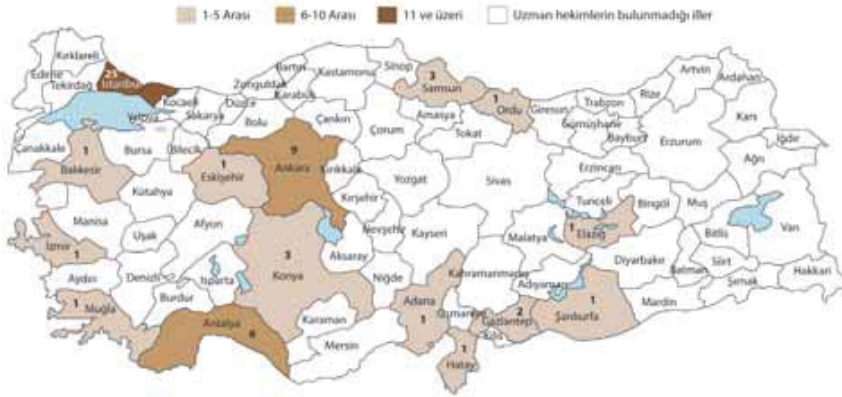 1-5 Arası 6-10 Arası 11 ve üzeri Uzman hekimlerin bulunmadığı iller
Kırklareli
Edirne
Tekirdağ
25
İstanbul
Kocaeli
Yalova
Sakarya
Düzce
Zonguldak
Bartın
Karabük
Kastamonu
Sinop
3
Samsun
1
Ordu
Giresun
Trabzon
Rize
Artvin
Ardahan
Kars
Iğdır
Çanakkale
1
Balıkesir
Bursa
Bilecik
Bolu
Çankırı
Çorum
Amasya
Tokat
Gümüşhane
Bayburt
Erzurum
Ağrı
Kütahya
1
Eskişehir
9
Ankara
Kırıkkale
Yozgat
Sivas
Erzincan
Tunceli
Bingöl
Muş
Manisa
Uşak
Afyon
Kırşehir
Nevşehir
Kayseri
Malatya
1
Elazığ
Bitlis
Van
İzmir
1
Aydın
Denizli
Isparta
3
Konya
Aksaray
Niğde
Kahramanmaraş
Adıyaman
Diyarbakır
Batman
Siirt
Şırnak
Hakkari
1
Muğla
Burdur
Antalya
6
Karaman
Mersin
Adana
1
Osmaniye
2
Gaziantep
Kilis
1
Şanlıurfa
Mardin
1
Hatay